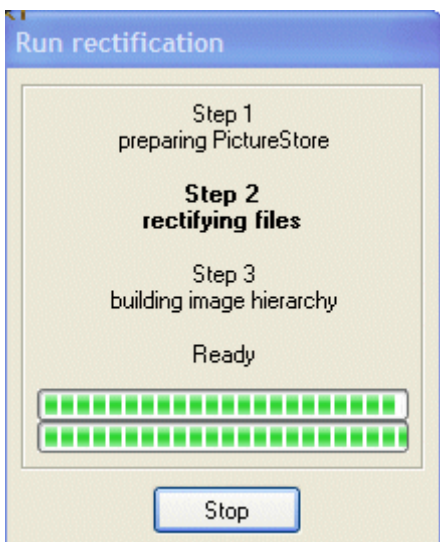 Run rectification
Step 1
preparing PictureStore
Step 2
rectifying files
Step 3
building image hierarchy
Ready
Stop